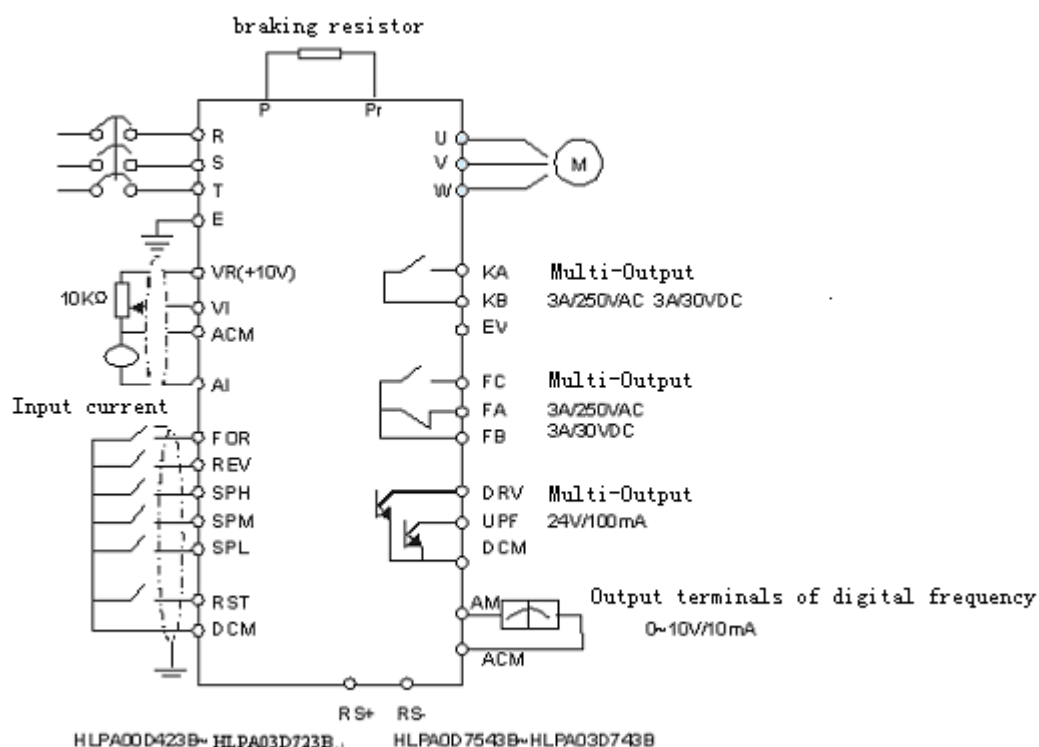 braking resistor
P Pr
R U
S V M
T W
E
VR(+10V) KA Multi-Output
10KΩ VI KB 3A/250VAC 3A/30VDC
ACM EV
AI FC Multi-Output
Input current FA 3A/250VAC
FOR FB 3A/30VDC
REV
SPH DRV Multi-Output
SPM UPF 24V/100mA
SPL DCM
RST AM Output terminals of digital frequency
DCM 0~10V/10mA
ACM
RS+ RS-
HLPA00D423B~HLPA03D723B. HLPA0D7543B~HLPA03D743B